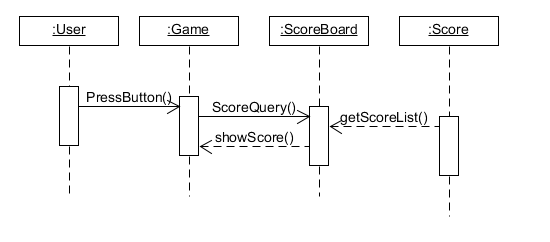 :User
:Game
:ScoreBoard
:Score
PressButton()
ScoreQuery()
getScoreList()
showScore()